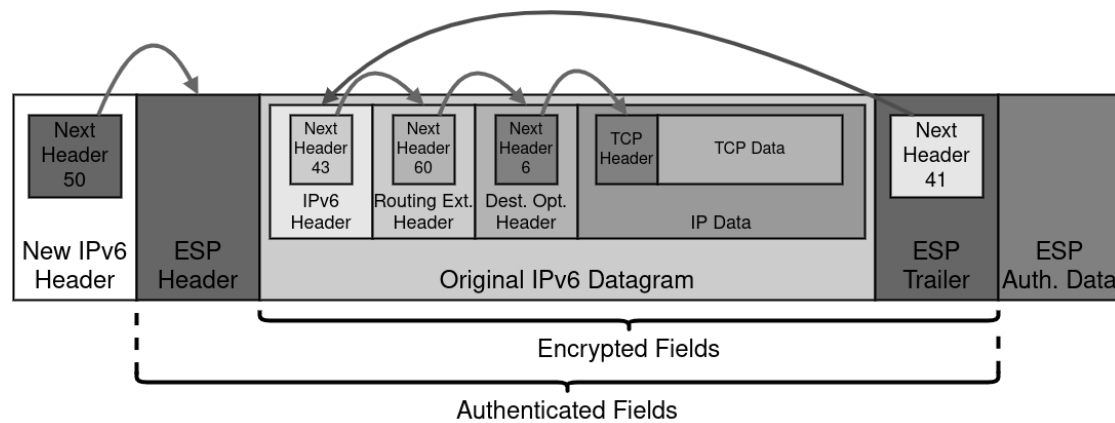 Next
Header
50
New IPv6
Header
ESP
Header
Next
Header
43
IPv6
Header
Next
Header
60
Routing Ext.
Header
Next
Header
6
Dest. Opt.
Header
TCP
Header
TCP Data
IP Data
Original IPv6 Datagram
Next
Header
41
ESP
Trailer
ESP
Auth. Data
Encrypted Fields
Authenticated Fields